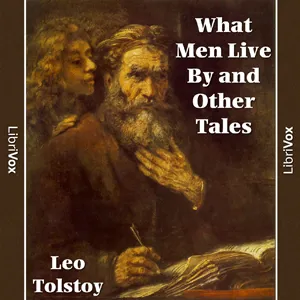 What
Men Live
By and
Other
Tales
LibriVox
LibriVox
Leo
Tolstoy